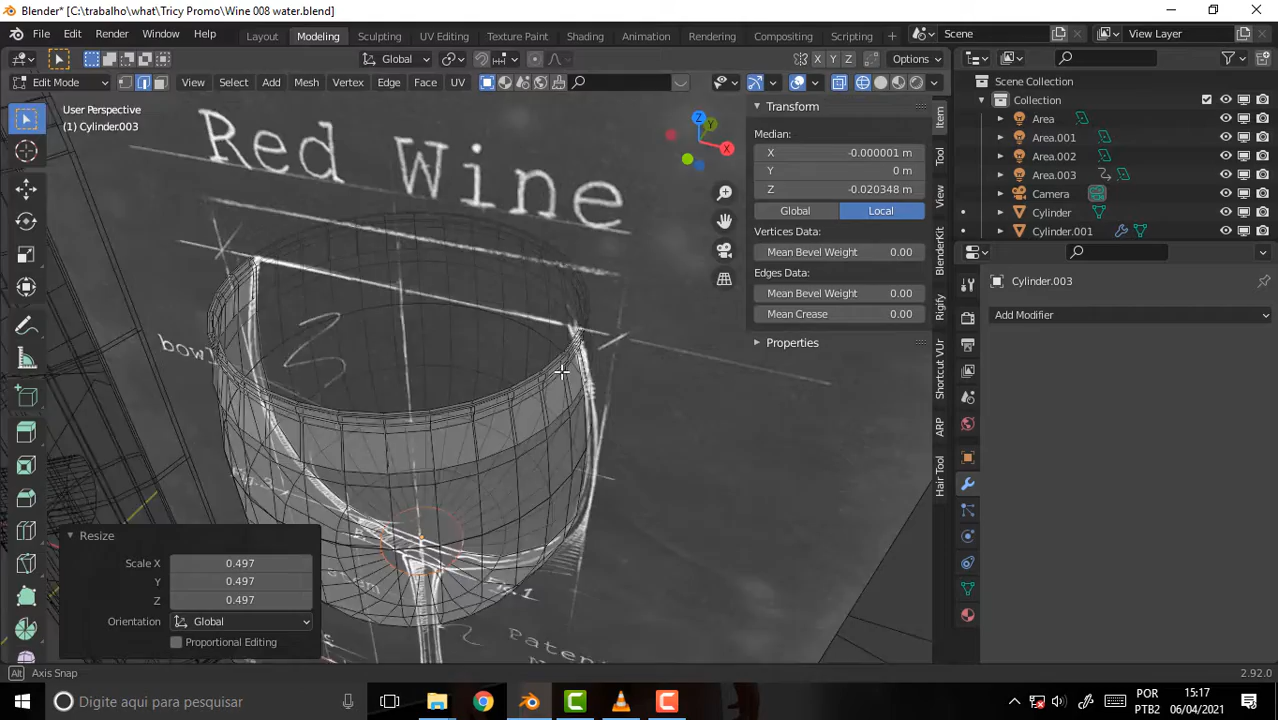 Blender* [C:\trabalho\what\Tricy Promo\Wine 008 water.blend]
File Edit Render Window Help Layout Modeling Sculpting UV Editing Texture Paint Shading Animation Rendering Compositing Scripting Scene View Layer
Global X Y Z Options
Edit Mode View Select Add Mesh Vertex Edge Face UV
User Perspective
(1) Cylinder.003
Red Wine
bowl
Fig.1
Patent
Z
Y
X
Transform
Median:
X -0.000001 m
Y 0 m
Z -0.020348 m
Global Local
Vertices Data:
Mean Bevel Weight 0.00
Edges Data:
Mean Bevel Weight 0.00
Mean Crease 0.00
Properties
Item
Tool
View
BlenderKit
Rigify
Shortcut VUr
ARP
Hair Tool
Scene Collection
Collection
Area
Area.001
Area.002
Area.003
Camera
Cylinder
Cylinder.001
Cylinder.003
Add Modifier
Resize
Scale X 0.497
Y 0.497
Z 0.497
Orientation Global
Proportional Editing
Alt Axis Snap 2.92.0
Digite aqui para pesquisar
POR
PTB2
15:17
06/04/2021